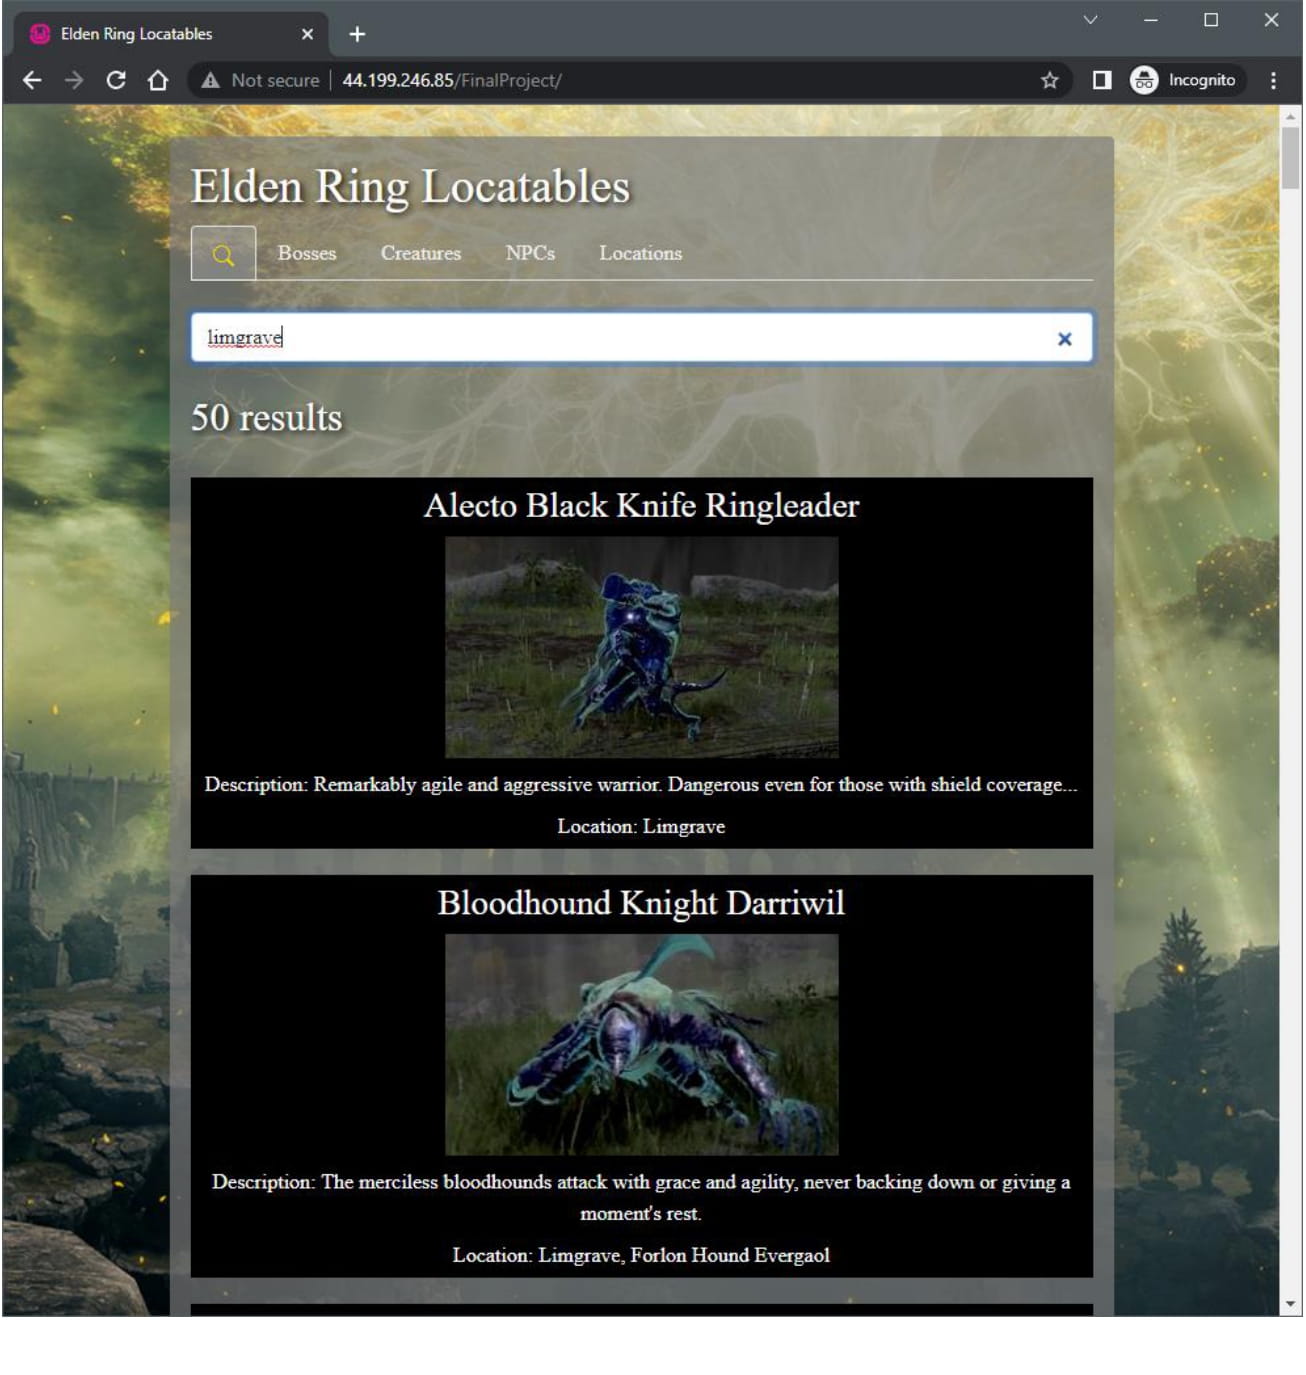 Elden Ring Locatables
Not secure | 44.199.246.85/FinalProject/
Incognito
Elden Ring Locatables
Bosses Creatures NPCs Locations
limgrave
50 results
Alecto Black Knife Ringleader
Description: Remarkably agile and aggressive warrior. Dangerous even for those with shield coverage...
Location: Limgrave
Bloodhound Knight Darriwil
Description: The merciless bloodhounds attack with grace and agility, never backing down or giving a
moment's rest.
Location: Limgrave, Forlon Hound Evergaol